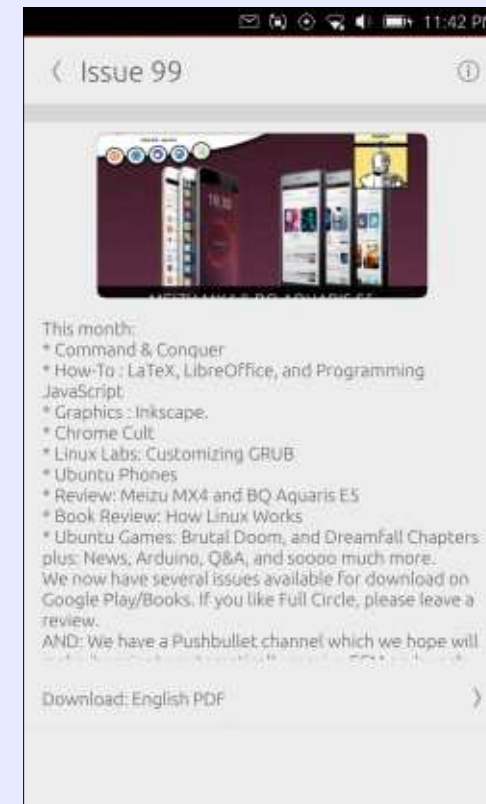 11:42 PM
Issue 99
This month:
* Command & Conquer
* How-To : LaTeX, LibreOffice, and Programming
JavaScript
* Graphics : Inkscape.
* Chrome Cult
* Linux Labs: Customizing GRUB
* Ubuntu Phones
* Review: Meizu MX4 and BQ Aquaris E5
* Book Review: How Linux Works
* Ubuntu Games: Brutal Doom, and Dreamfall Chapters
plus: News, Arduino, Q&A, and soooo much more.
We now have several issues available for download on
Google Play/Books. If you like Full Circle, please leave a
review.
AND: We have a Pushbullet channel which we hope will
Download: English PDF